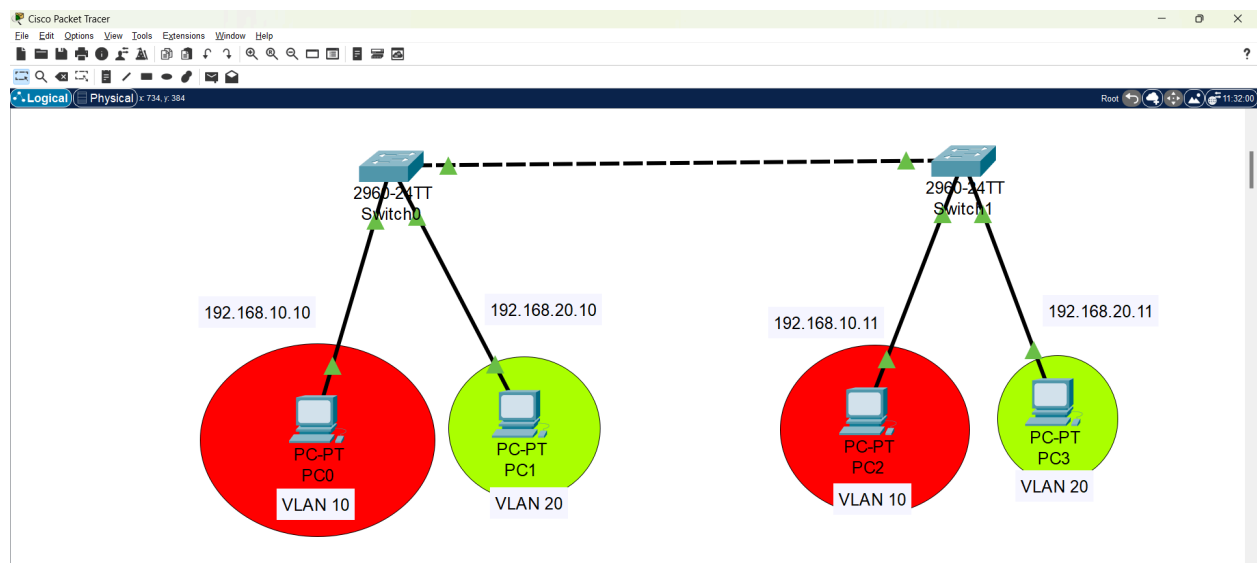 Cisco Packet Tracer
File Edit Options View Tools Extensions Window Help
?
Logical Physical x: 734, y: 384 Root 11:32:00
2960-24TT
Switch0
2960-24TT
Switch1
192.168.10.10
192.168.20.10
192.168.10.11
192.168.20.11
PC-PT
PC0
VLAN 10
PC-PT
PC1
VLAN 20
PC-PT
PC2
VLAN 10
PC-PT
PC3
VLAN 20